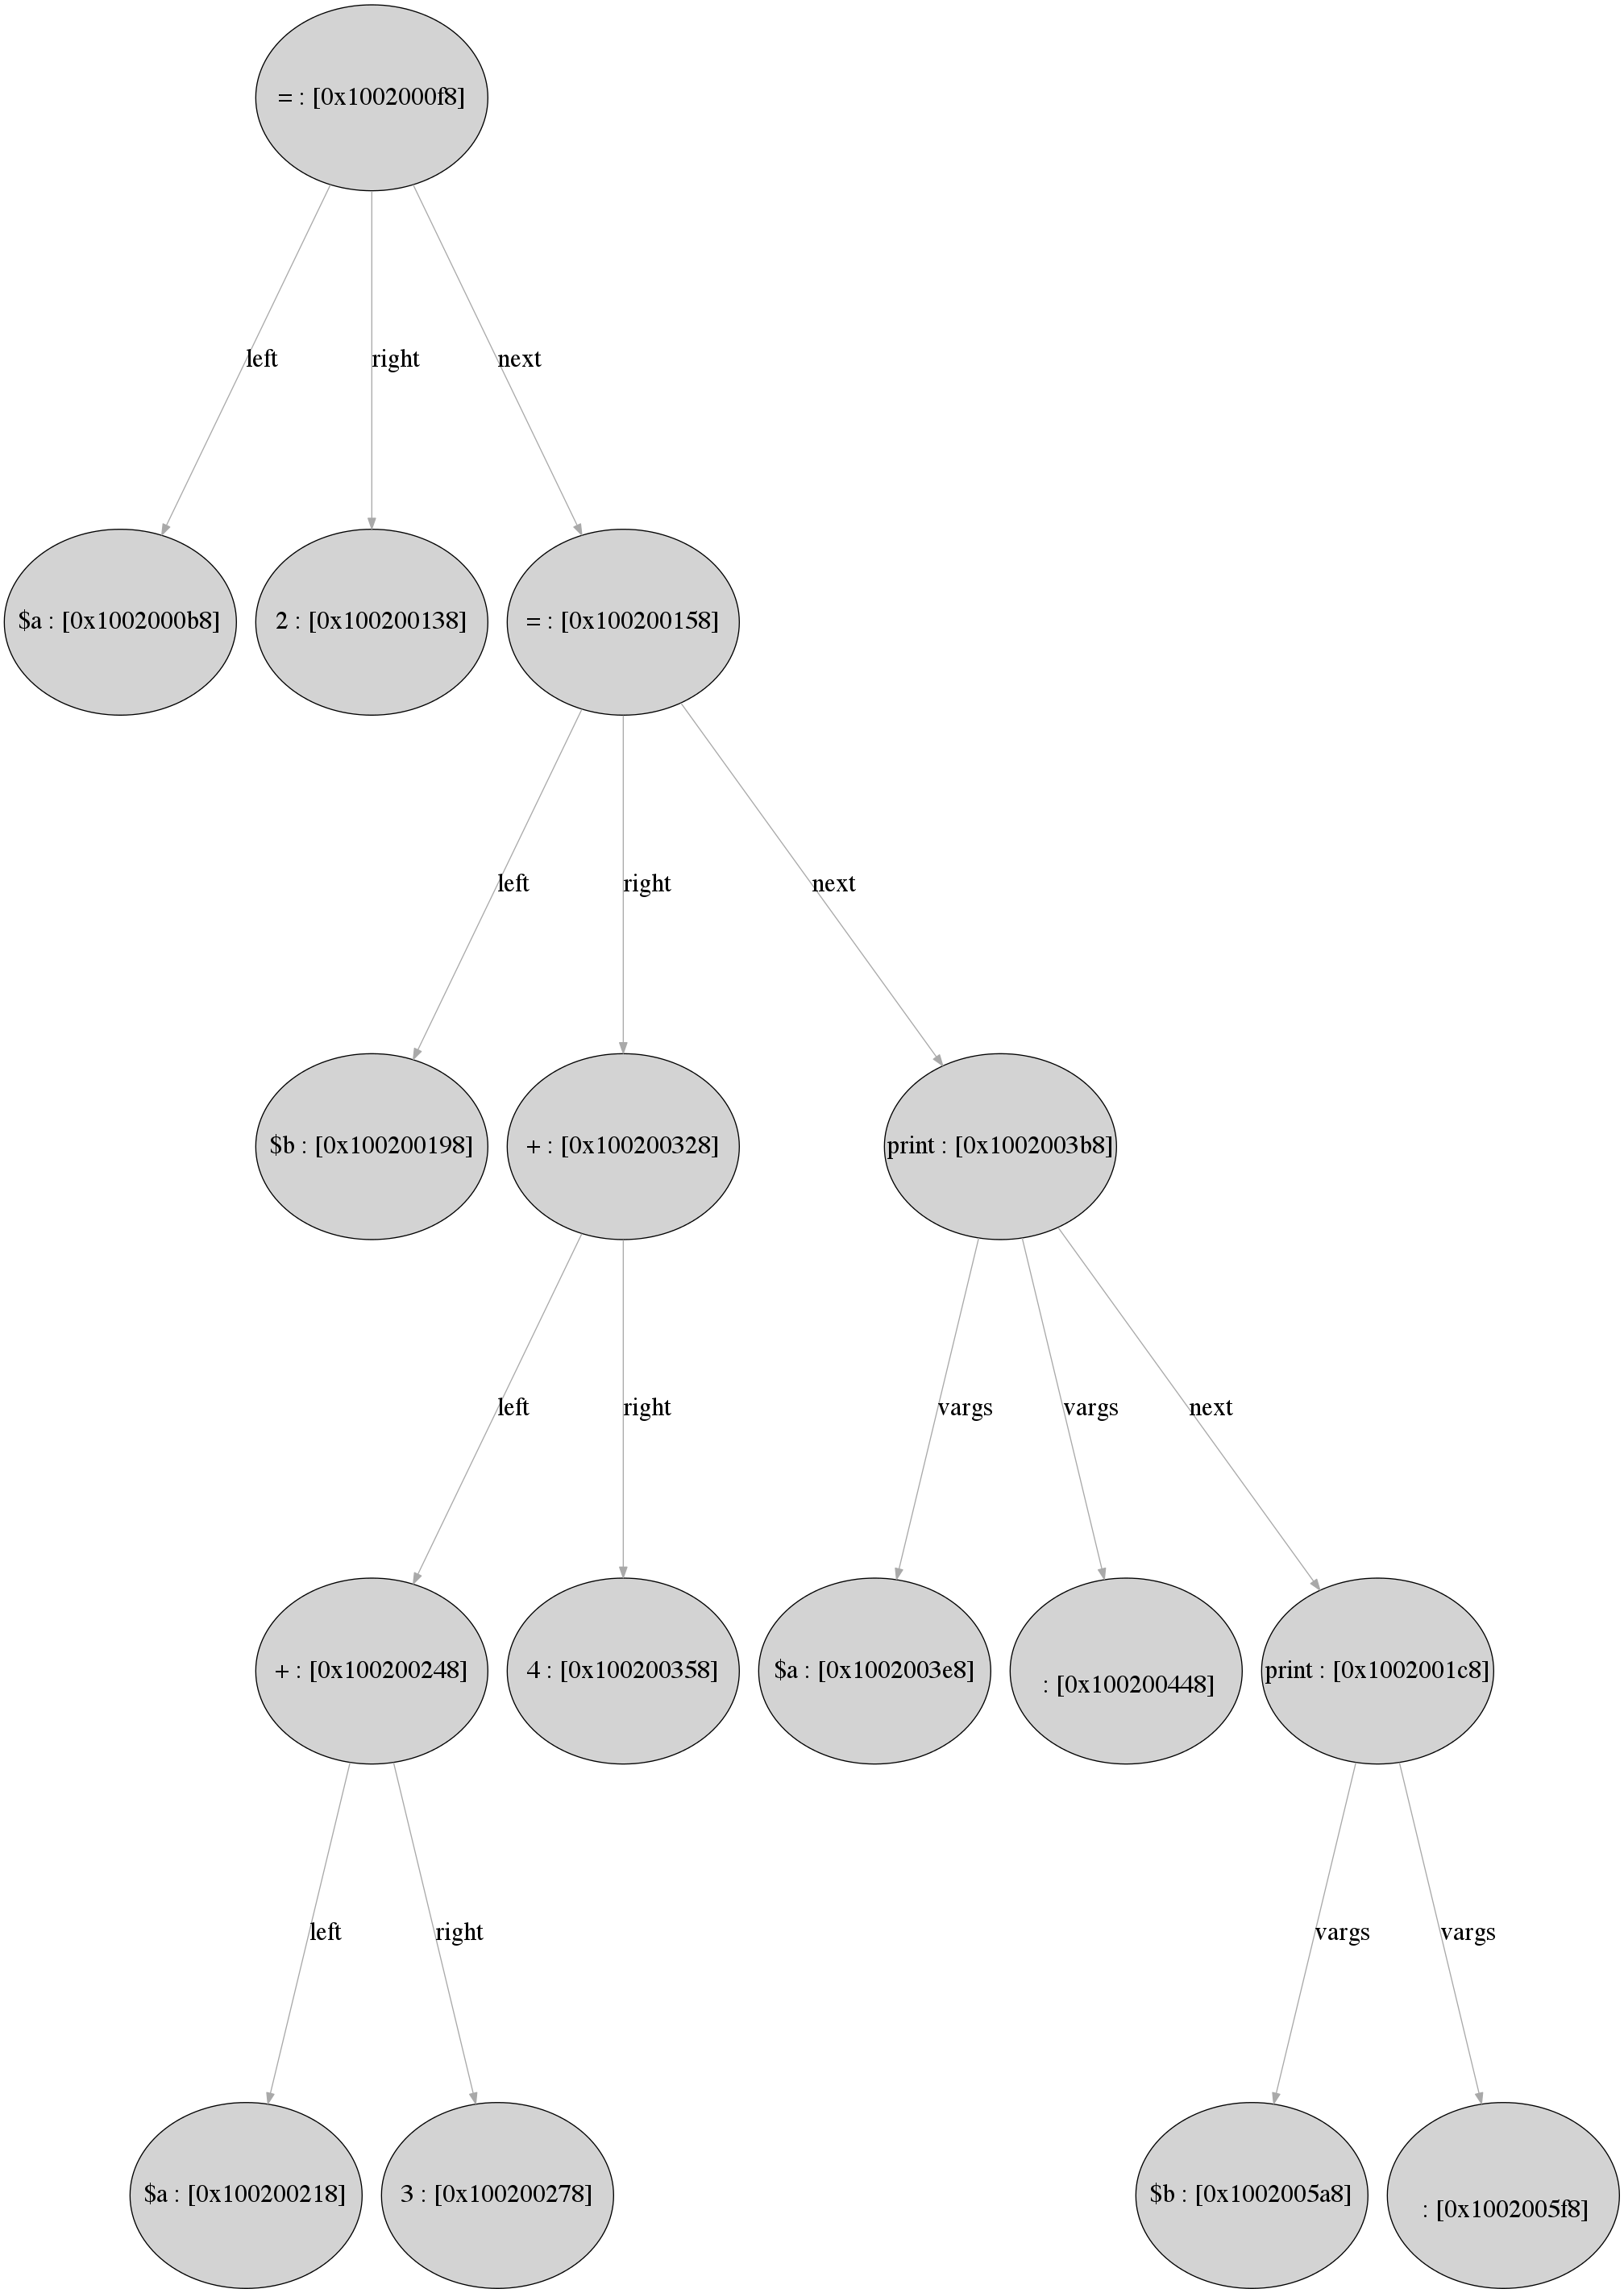 = : [0x1002000f8]
left
right
next
$a : [0x1002000b8]
2 : [0x100200138]
= : [0x100200158]
left
right
next
$b : [0x100200198]
+ : [0x100200328]
print : [0x1002003b8]
left
right
vargs
vargs
next
+ : [0x100200248]
4 : [0x100200358]
$a : [0x1002003e8]
: [0x100200448]
print : [0x1002001c8]
left
right
vargs
vargs
$a : [0x100200218]
3 : [0x100200278]
$b : [0x1002005a8]
: [0x1002005f8]